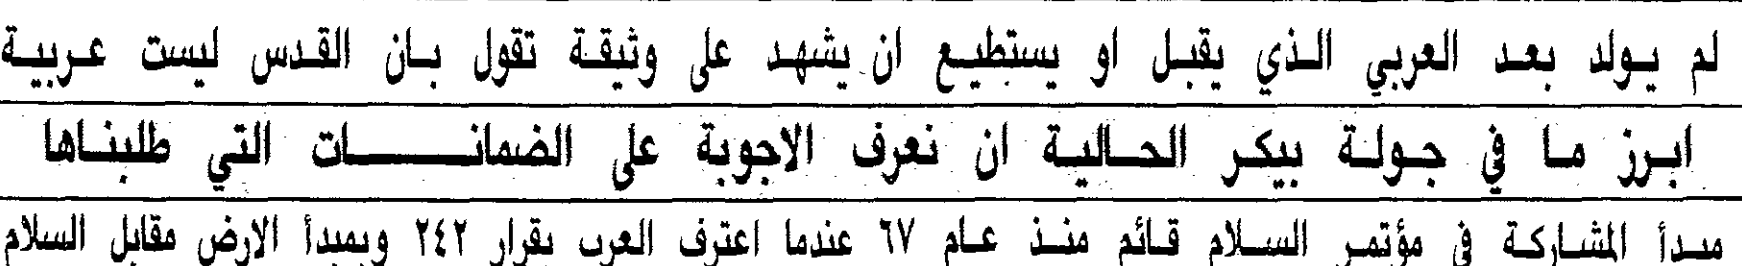 لم يولد بعد العربي الذي يقبل او يستطيع ان يشهد على وثيقة تقول بان القدس ليست عربية
ابرز ما في جولة بيكر الحالية ان نعرف الاجوبة على الضمانات التي طلبناها
مبدأ المشاركة في مؤتمر السلام قائم منذ عام ٦٧ عندما اعترف العرب بقرار ٢٤٢ وبمبدأ الارض مقابل السلام